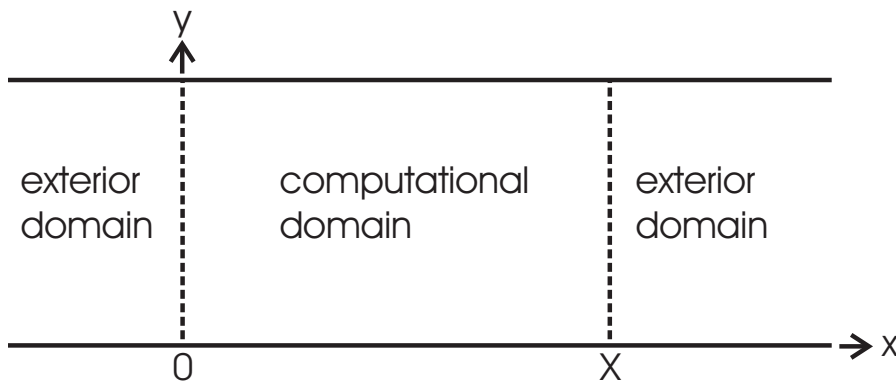 y
exterior
domain
computational
domain
exterior
domain
x
0
X